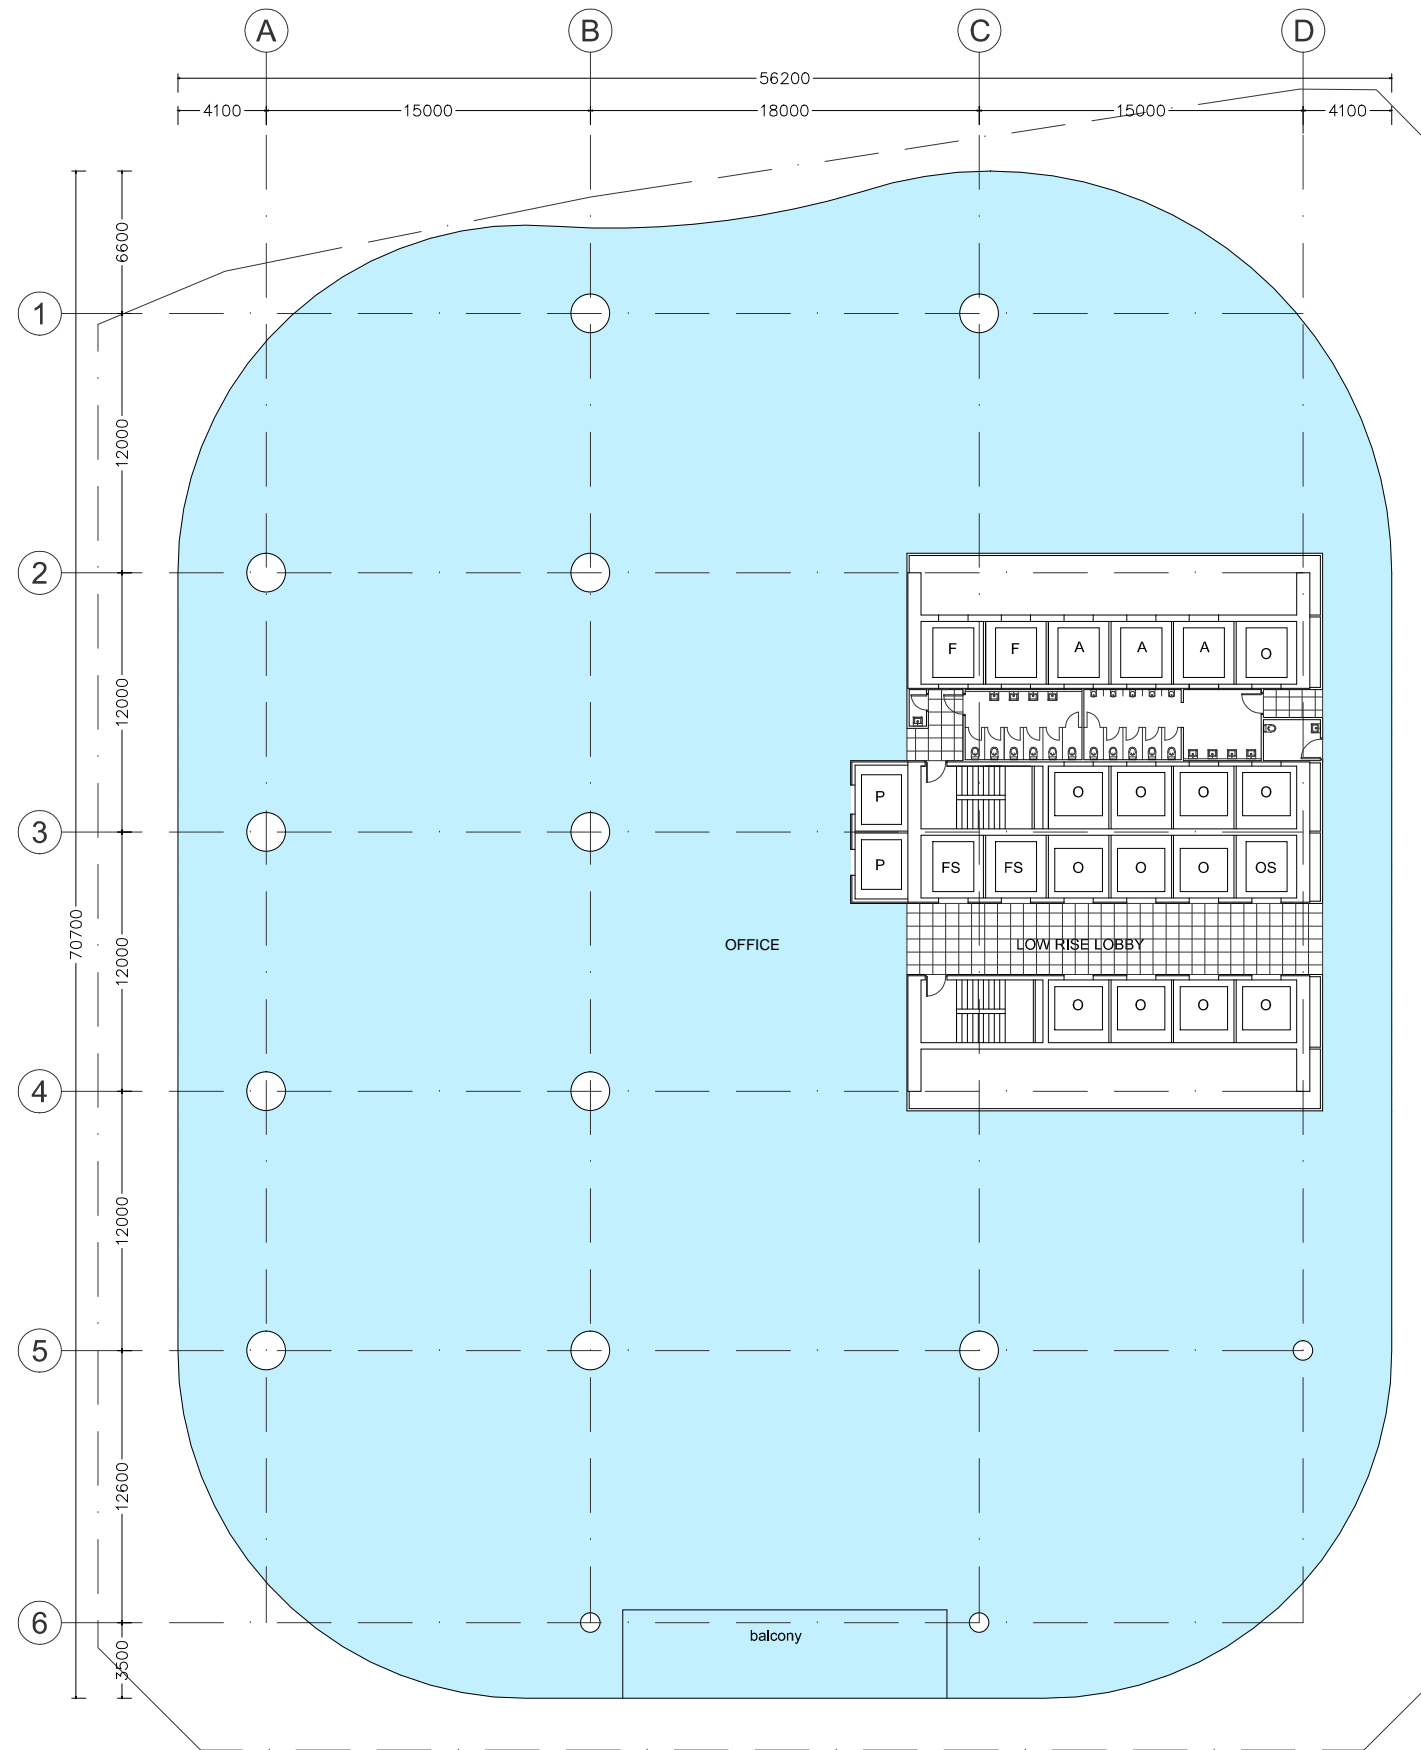 A B C D
56200
4100 15000 18000 15000 4100
6600
1
12000
2
F F A A A O
12000
3
P O O O O
P FS FS O O O OS
70700
12000
OFFICE LOW RISE LOBBY
O O O O
4
12000
5
12600
6
balcony
3500